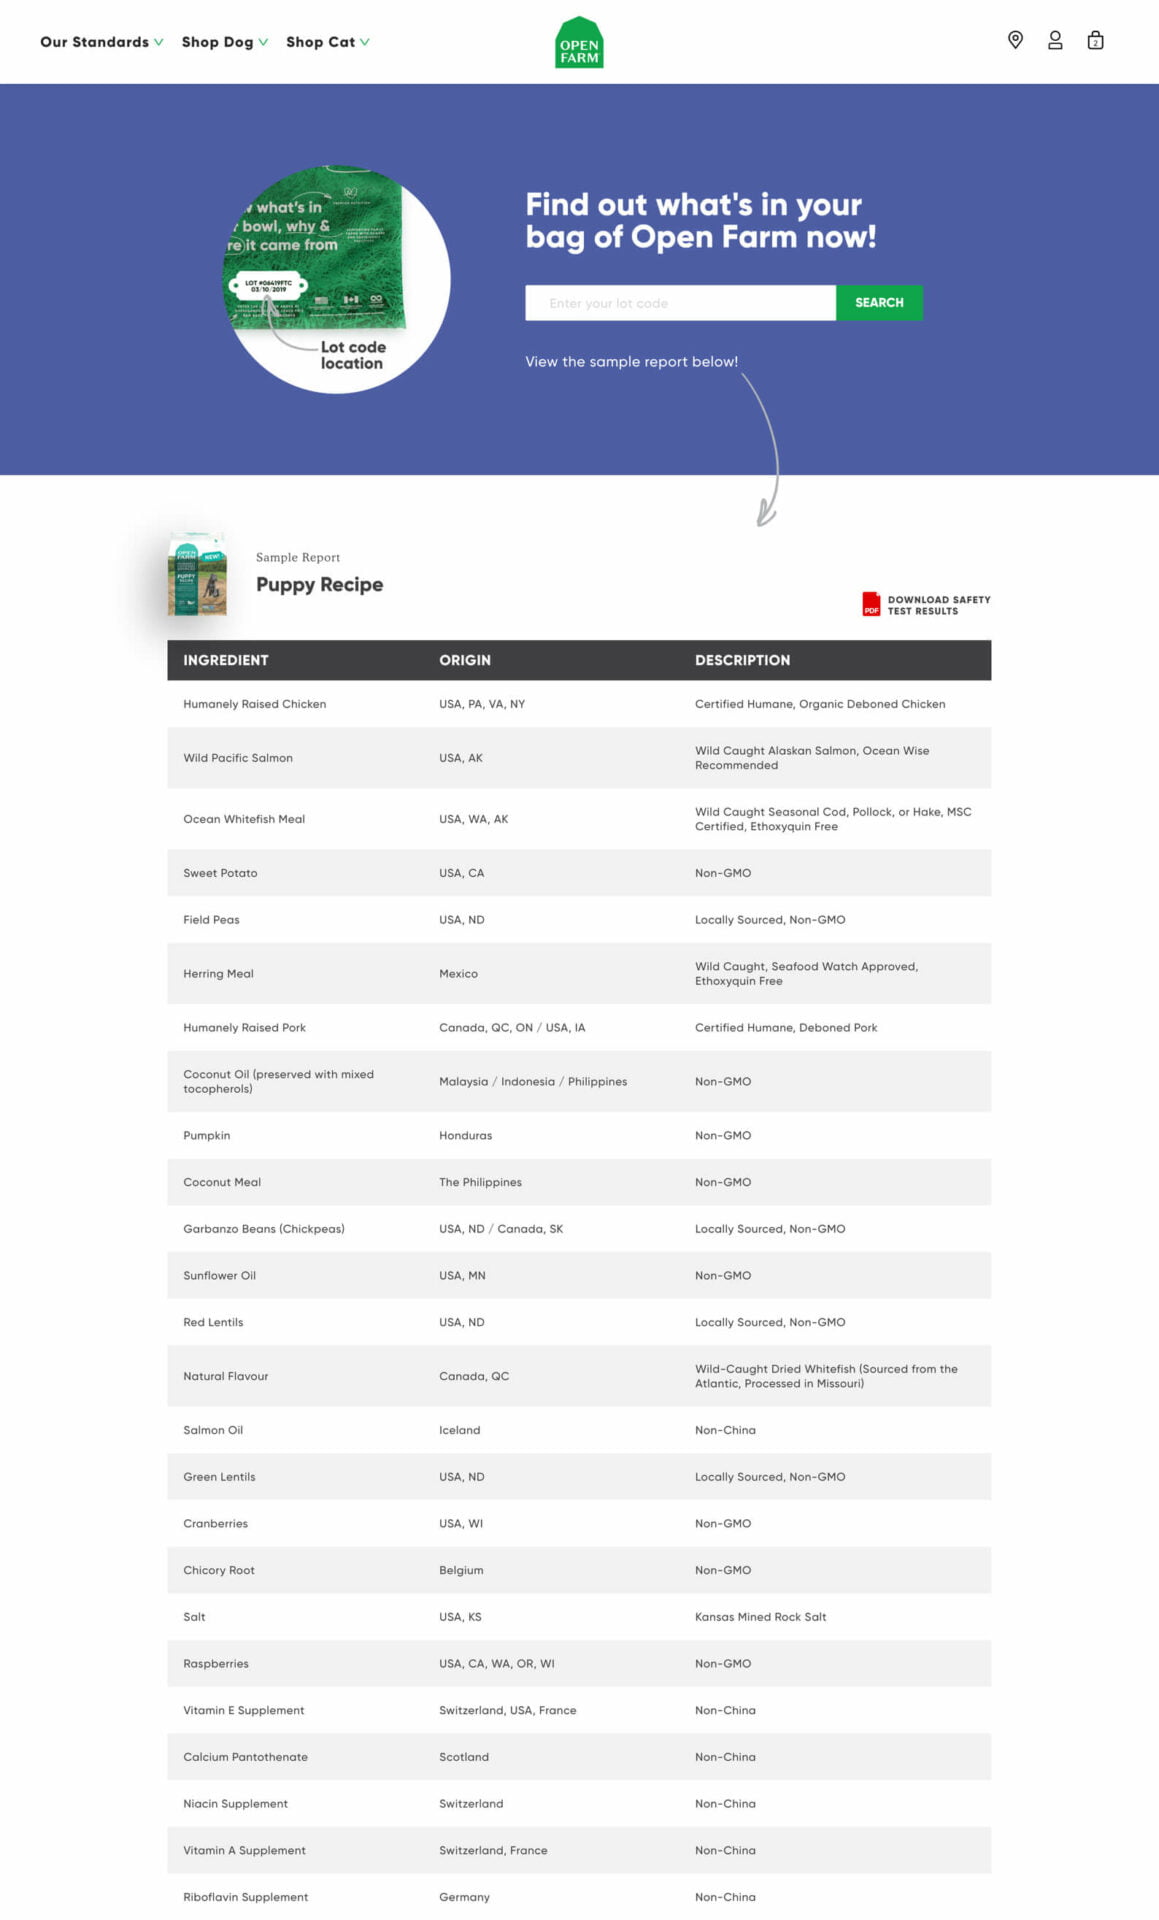 Our Standards Shop Dog Shop Cat
OPEN
FARM
2
what's in
bowl, why &
it came from
LOT #06419FTC
03/10/2019
Lot code
location
Find out what's in your
bag of Open Farm now!
Enter your lot code
SEARCH
View the sample report below!
OPEN
FARM
NEW!
PUPPY
Sample Report
Puppy Recipe
PDF
DOWNLOAD SAFETY
TEST RESULTS
INGREDIENT ORIGIN DESCRIPTION
Humanely Raised Chicken USA, PA, VA, NY Certified Humane, Organic Deboned Chicken
Wild Pacific Salmon USA, AK Wild Caught Alaskan Salmon, Ocean Wise
Recommended
Ocean Whitefish Meal USA, WA, AK Wild Caught Seasonal Cod, Pollock, or Hake, MSC
Certified, Ethoxyquin Free
Sweet Potato USA, CA Non-GMO
Field Peas USA, ND Locally Sourced, Non-GMO
Herring Meal Mexico Wild Caught, Seafood Watch Approved,
Ethoxyquin Free
Humanely Raised Pork Canada, QC, ON / USA, IA Certified Humane, Deboned Pork
Coconut Oil (preserved with mixed
tocopherols) Malaysia / Indonesia / Philippines Non-GMO
Pumpkin Honduras Non-GMO
Coconut Meal The Philippines Non-GMO
Garbanzo Beans (Chickpeas) USA, ND / Canada, SK Locally Sourced, Non-GMO
Sunflower Oil USA, MN Non-GMO
Red Lentils USA, ND Locally Sourced, Non-GMO
Natural Flavour Canada, QC Wild-Caught Dried Whitefish (Sourced from the
Atlantic, Processed in Missouri)
Salmon Oil Iceland Non-China
Green Lentils USA, ND Locally Sourced, Non-GMO
Cranberries USA, WI Non-GMO
Chicory Root Belgium Non-GMO
Salt USA, KS Kansas Mined Rock Salt
Raspberries USA, CA, WA, OR, WI Non-GMO
Vitamin E Supplement Switzerland, USA, France Non-China
Calcium Pantothenate Scotland Non-China
Niacin Supplement Switzerland Non-China
Vitamin A Supplement Switzerland, France Non-China
Riboflavin Supplement Germany Non-China